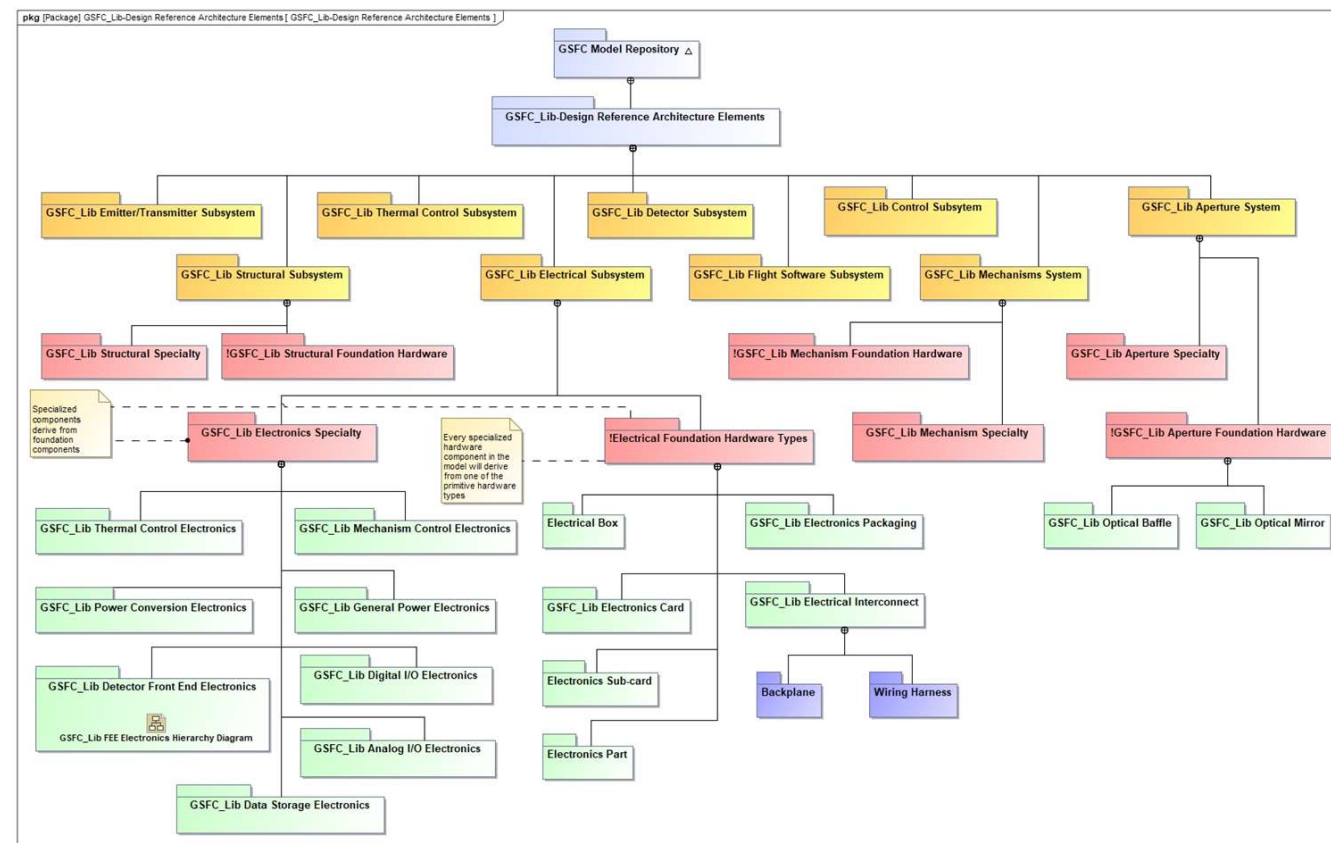 pkg [Package] GSFC_Lib-Design Reference Architecture Elements [ GSFC_Lib-Design Reference Architecture Elements ]
GSFC Model Repository
GSFC_Lib-Design Reference Architecture Elements
GSFC_Lib Emitter/Transmitter Subsystem
GSFC_Lib Thermal Control Subsystem
GSFC_Lib Detector Subsystem
GSFC_Lib Control Subsytem
GSFC_Lib Aperture System
GSFC_Lib Structural Subsystem
GSFC_Lib Electrical Subsystem
GSFC_Lib Flight Software Subsystem
GSFC_Lib Mechanisms System
GSFC_Lib Structural Specialty
!GSFC_Lib Structural Foundation Hardware
!GSFC_Lib Mechanism Foundation Hardware
GSFC_Lib Aperture Specialty
Specialized
components
derive from
foundation
components
GSFC_Lib Electronics Specialty
Every specialized
hardware
component in the
model will derive
from one of the
primitive hardware
types
!Electrical Foundation Hardware Types
GSFC_Lib Mechanism Specialty
!GSFC_Lib Aperture Foundation Hardware
GSFC_Lib Thermal Control Electronics
GSFC_Lib Mechanism Control Electronics
Electrical Box
GSFC_Lib Electronics Packaging
GSFC_Lib Optical Baffle
GSFC_Lib Optical Mirror
GSFC_Lib Power Conversion Electronics
GSFC_Lib General Power Electronics
GSFC_Lib Electronics Card
GSFC_Lib Electrical Interconnect
GSFC_Lib Detector Front End Electronics
GSFC_Lib FEE Electronics Hierarchy Diagram
GSFC_Lib Digital I/O Electronics
Electronics Sub-card
Backplane
Wiring Harness
GSFC_Lib Analog I/O Electronics
Electronics Part
GSFC_Lib Data Storage Electronics